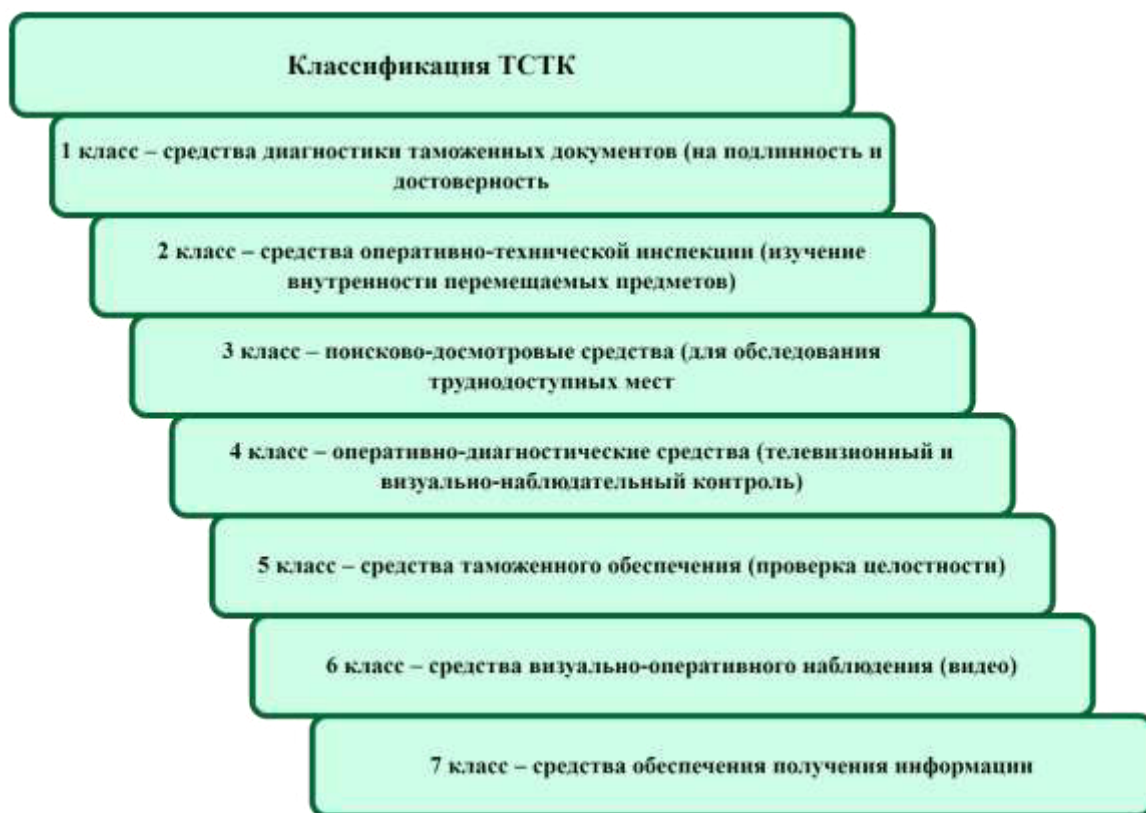 Классификация ТСТК
1 класс – средства диагностики таможенных документов (на подлинность и
достоверность
2 класс – средства оперативно-технической инспекции (изучение
внутренности перемещаемых предметов)
3 класс – поисково-досмотровые средства (для обследования
труднодоступных мест
4 класс – оперативно-диагностические средства (телевизионный и
визуально-наблюдательный контроль)
5 класс – средства таможенного обеспечения (проверка целостности)
6 класс – средства визуально-оперативного наблюдения (видео)
7 класс – средства обеспечения получения информации